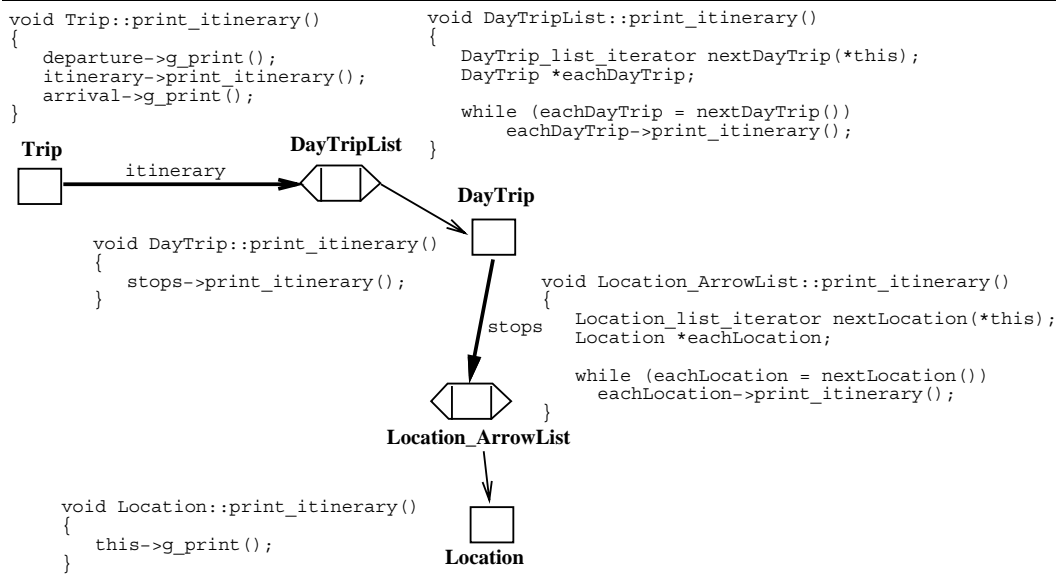 void Trip::print_itinerary()
{
departure->g_print();
itinerary->print_itinerary();
arrival->g_print();
}
void DayTripList::print_itinerary()
{
DayTrip_list_iterator nextDayTrip(*this);
DayTrip *eachDayTrip;
while (eachDayTrip = nextDayTrip())
eachDayTrip->print_itinerary();
}
Trip
itinerary
DayTripList
DayTrip
void DayTrip::print_itinerary()
{
stops->print_itinerary();
}
stops
void Location_ArrowList::print_itinerary()
{
Location_list_iterator nextLocation(*this);
Location *eachLocation;
while (eachLocation = nextLocation())
eachLocation->print_itinerary();
}
Location_ArrowList
void Location::print_itinerary()
{
this->g_print();
}
Location